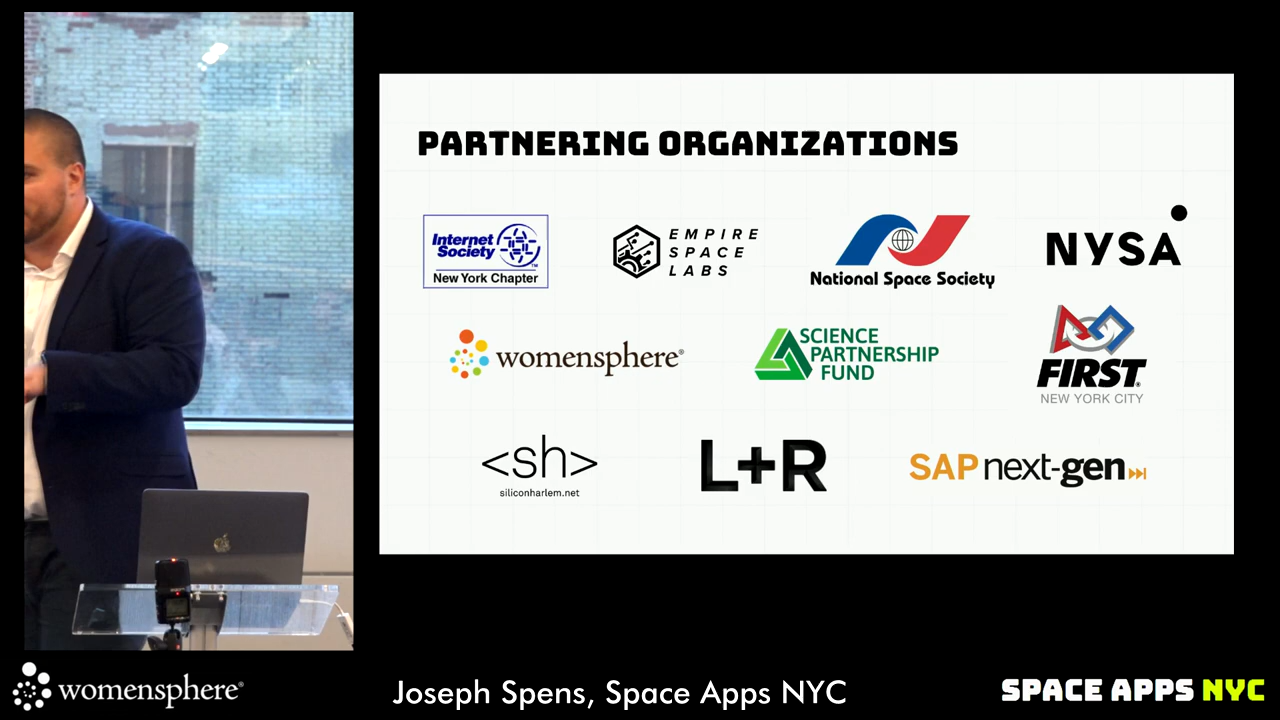 PARTNERING ORGANIZATIONS
Internet
Society
TM
New York Chapter
EMPIRE
SPACE
LABS
National Space Society
NYSA
womensphere®
SCIENCE
PARTNERSHIP
FUND
FIRST®
NEW YORK CITY
<sh>
siliconharlem.net
L+R
SAP next-gen
womensphere®
Joseph Spens, Space Apps NYC
SPACE APPS NYC